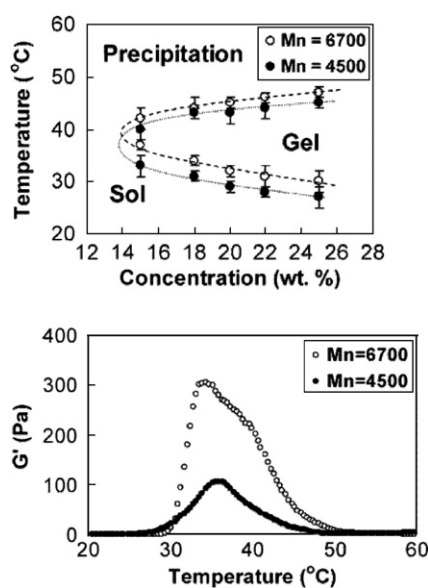 Precipitation
Mn = 6700
Mn = 4500
Temperature (°C)
60
50
40
30
20
Gel
Sol
12 14 16 18 20 22 24 26 28
Concentration (wt. %)
Mn=6700
Mn=4500
G' (Pa)
400
300
200
100
0
20 30 40 50 60
Temperature (°C)